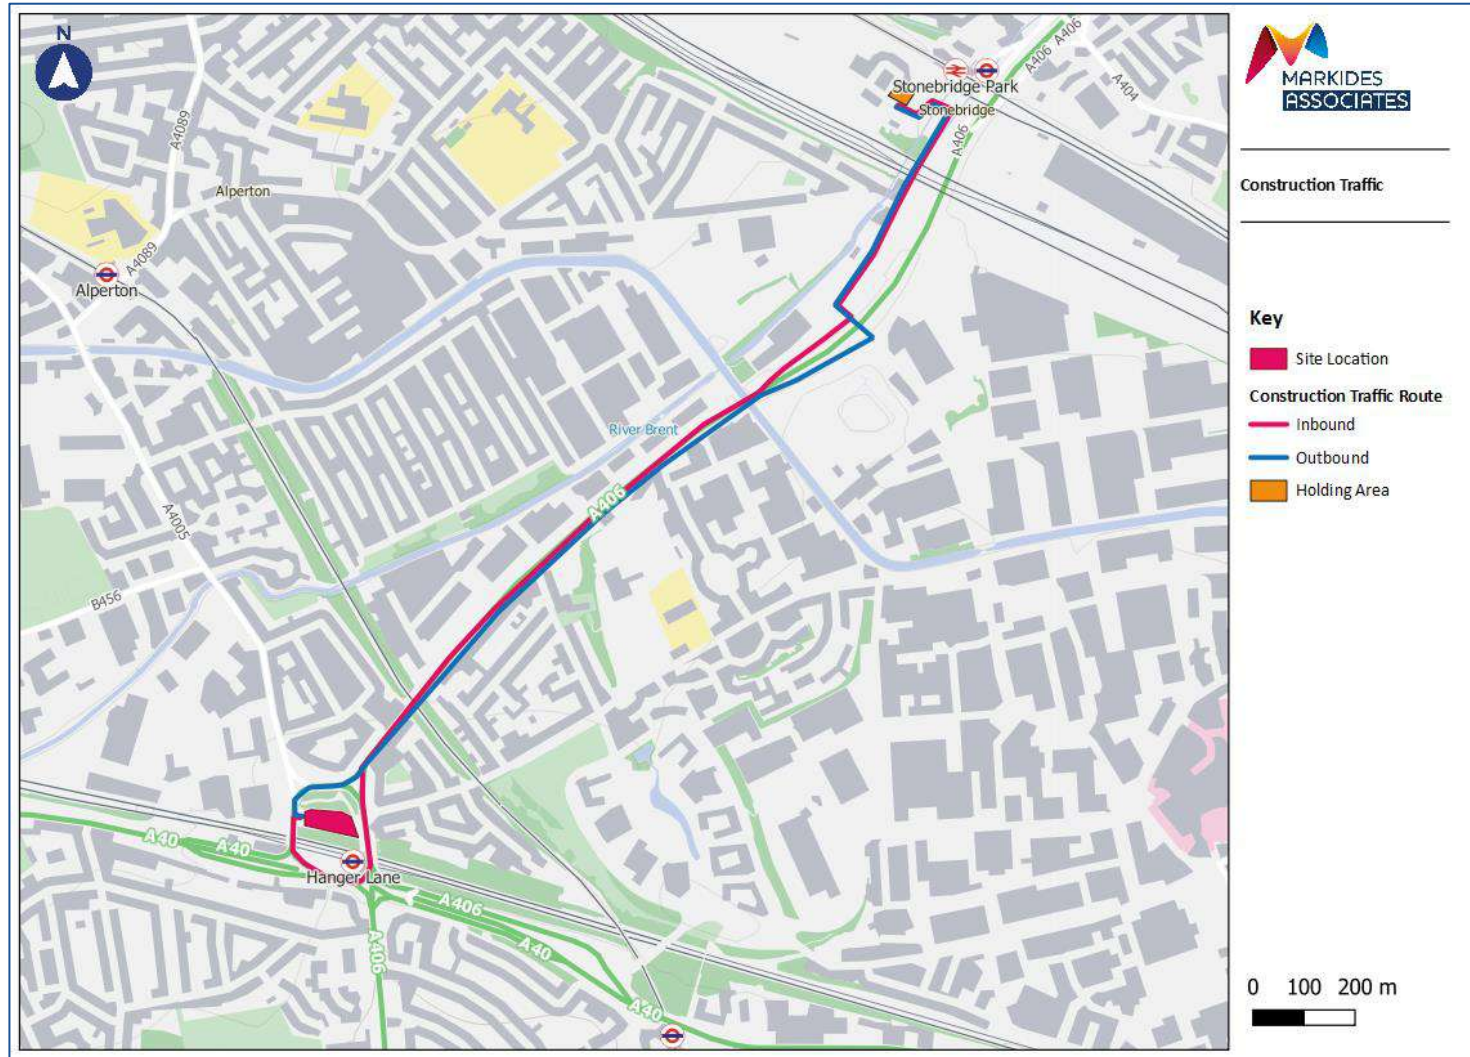 N
Stonebridge Park
Stonebridge
A406
A406
A404
A406
A4089
Alperton
A4089
Alperton
River Brent
A406
A4005
B456
A40
A40
Hanger Lane
A406
A40
A406
A40
MARKIDES
ASSOCIATES
Construction Traffic
Key
Site Location
Construction Traffic Route
Inbound
Outbound
Holding Area
0 100 200 m